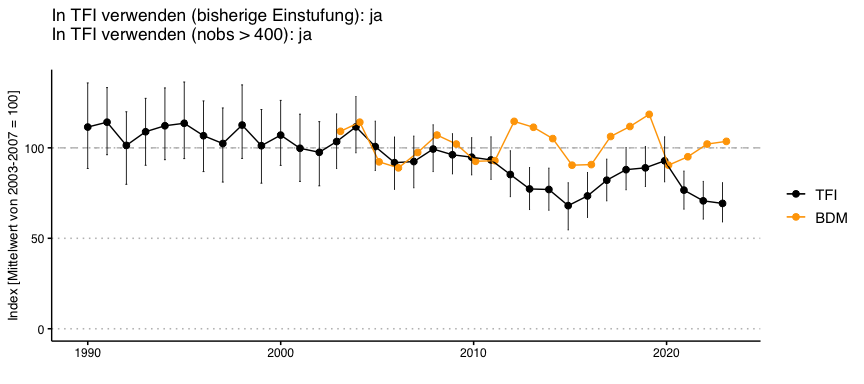 In TFI verwenden (bisherige Einstufung): ja
In TFI verwenden (nobs > 400): ja
Index [Mittelwert von 2003-2007 = 100]
100
50
0
1990
2000
2010
2020
TFI
BDM